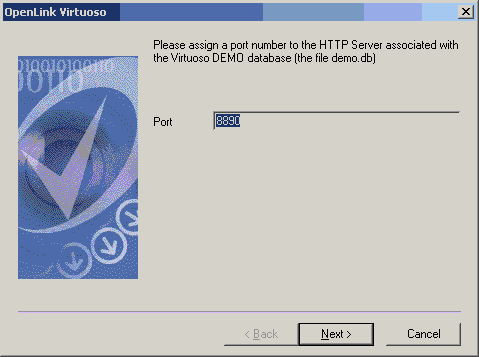 OpenLink Virtuoso
Please assign a port number to the HTTP Server associated with
the Virtuoso DEMO database (the file demo.db)
Port
8890
< Back
Next >
Cancel